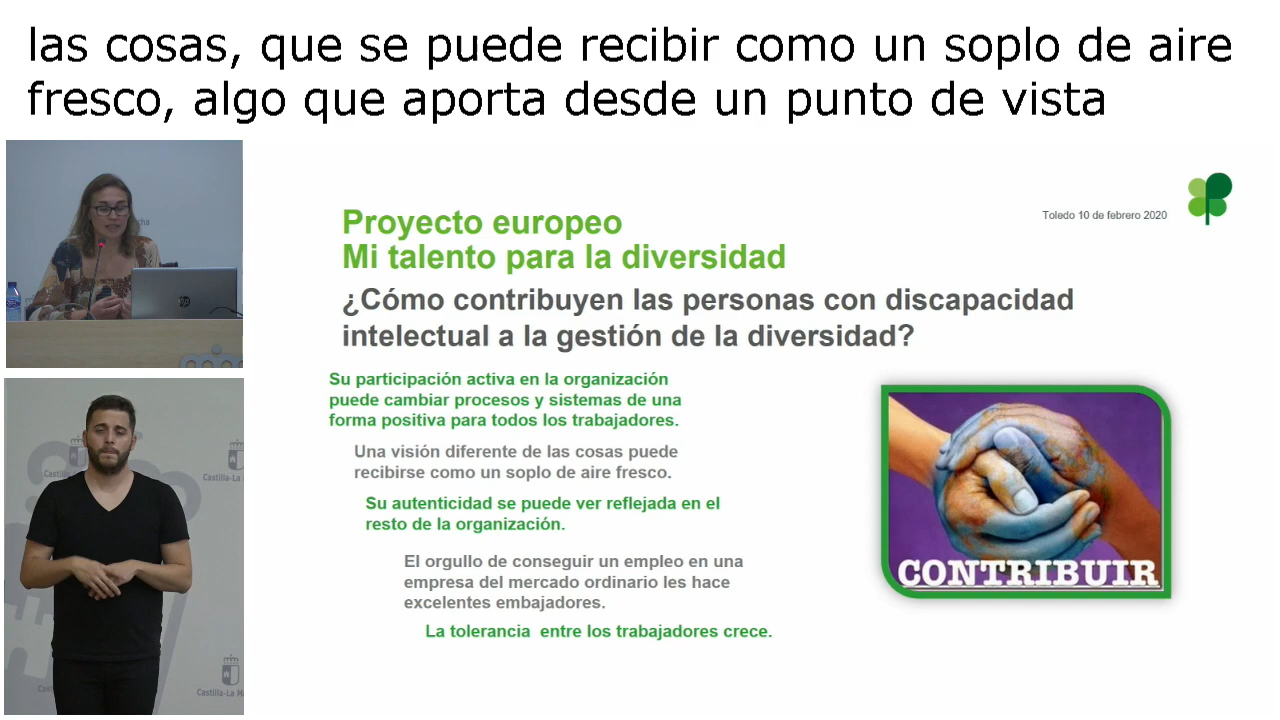 las cosas, que se puede recibir como un soplo de aire
fresco, algo que aporta desde un punto de vista
Proyecto europeo
Mi talento para la diversidad
Toledo 10 de febrero 2020
¿Cómo contribuyen las personas con discapacidad
intelectual a la gestión de la diversidad?
Su participación activa en la organización
puede cambiar procesos y sistemas de una
forma positiva para todos los trabajadores.
Una visión diferente de las cosas puede
recibirse como un soplo de aire fresco.
Su autenticidad se puede ver reflejada en el
resto de la organización.
El orgullo de conseguir un empleo en una
empresa del mercado ordinario les hace
excelentes embajadores.
La tolerancia entre los trabajadores crece.
CONTRIBUIR
hp
Castilla-La